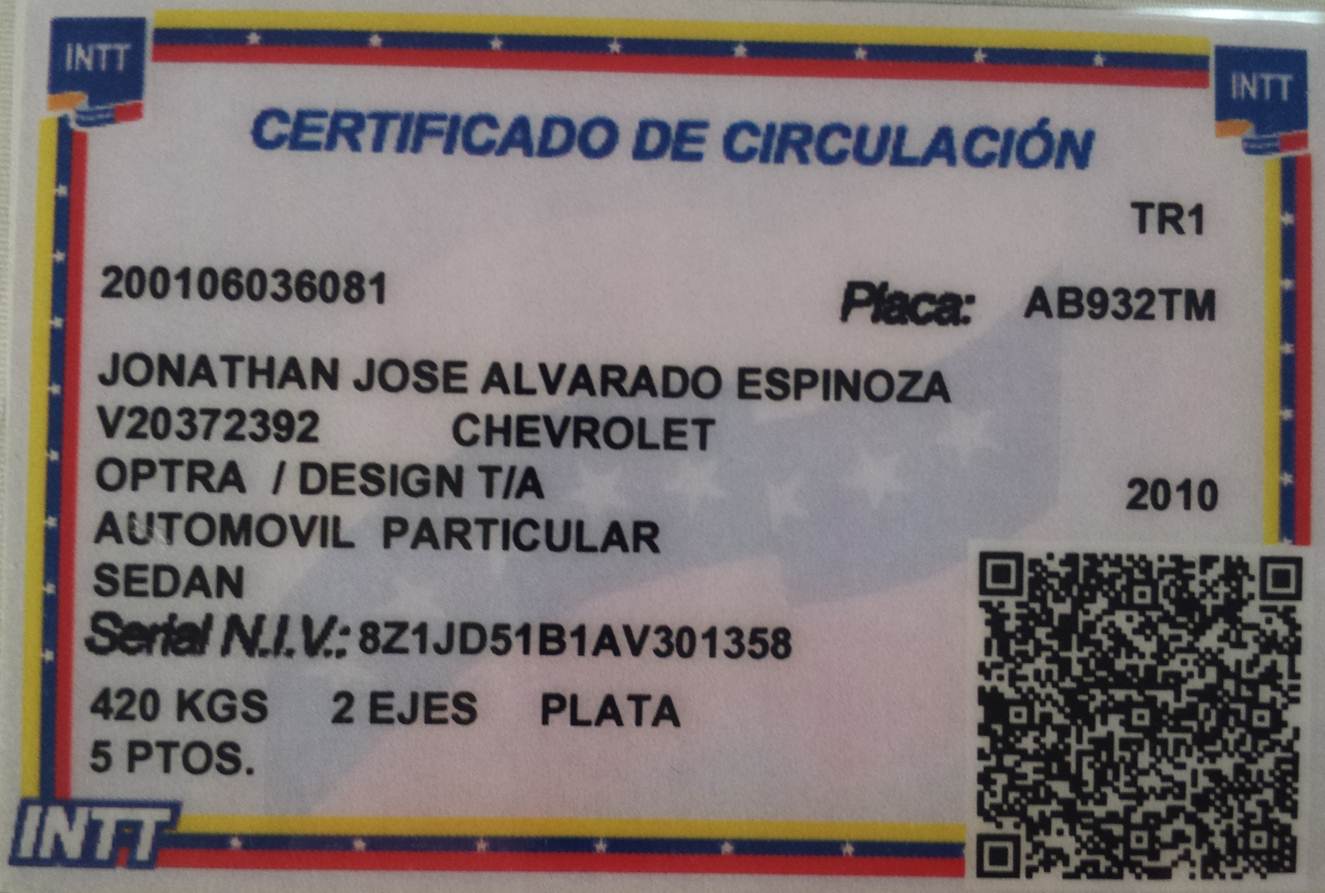 INTT
INTT
CERTIFICADO DE CIRCULACIÓN
TR1
200106036081 Placa: AB932TM
JONATHAN JOSE ALVARADO ESPINOZA
V20372392 CHEVROLET
OPTRA / DESIGN T/A 2010
AUTOMOVIL PARTICULAR
SEDAN
Serial N.I.V.: 8Z1JD51B1AV301358
420 KGS 2 EJES PLATA
5 PTOS.
INTT